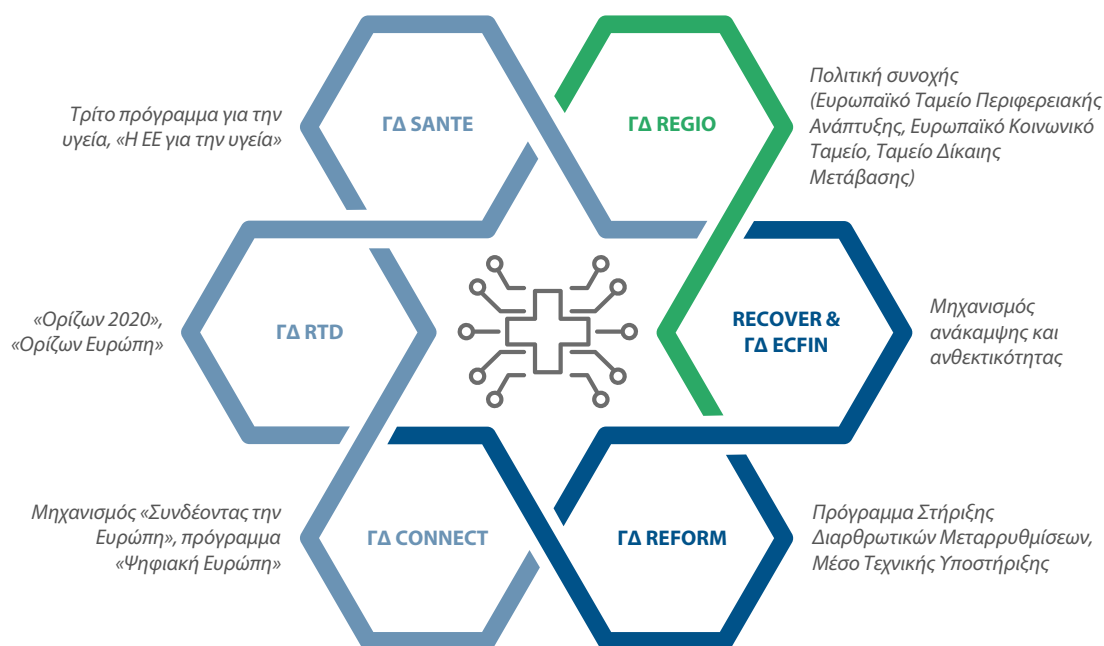 Τρίτο πρόγραμμα για την
υγεία, «Η ΕΕ για την υγεία»
ΓΔ SANTE
ΓΔ REGIO
Πολιτική συνοχής
(Ευρωπαϊκό Ταμείο Περιφερειακής
Ανάπτυξης, Ευρωπαϊκό Κοινωνικό
Ταμείο, Ταμείο Δίκαιης
Μετάβασης)
«Ορίζων 2020»,
«Ορίζων Ευρώπη»
ΓΔ RTD
RECOVER &
ΓΔ ECFIN
Μηχανισμός
ανάκαμψης και
ανθεκτικότητας
Μηχανισμός «Συνδέοντας την
Ευρώπη», πρόγραμμα
«Ψηφιακή Ευρώπη»
ΓΔ CONNECT
ΓΔ REFORM
Πρόγραμμα Στήριξης
Διαρθρωτικών Μεταρρυθμίσεων,
Μέσο Τεχνικής Υποστήριξης